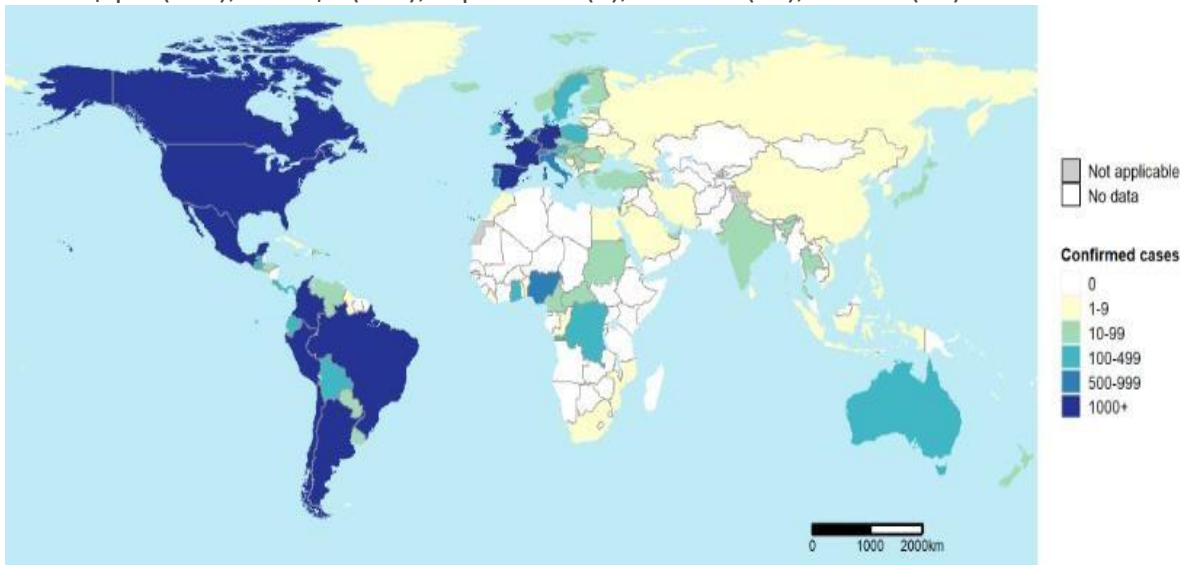 Not applicable
No data
Confirmed cases
0
1-9
10-99
100-499
500-999
1000+
0 1000 2000km